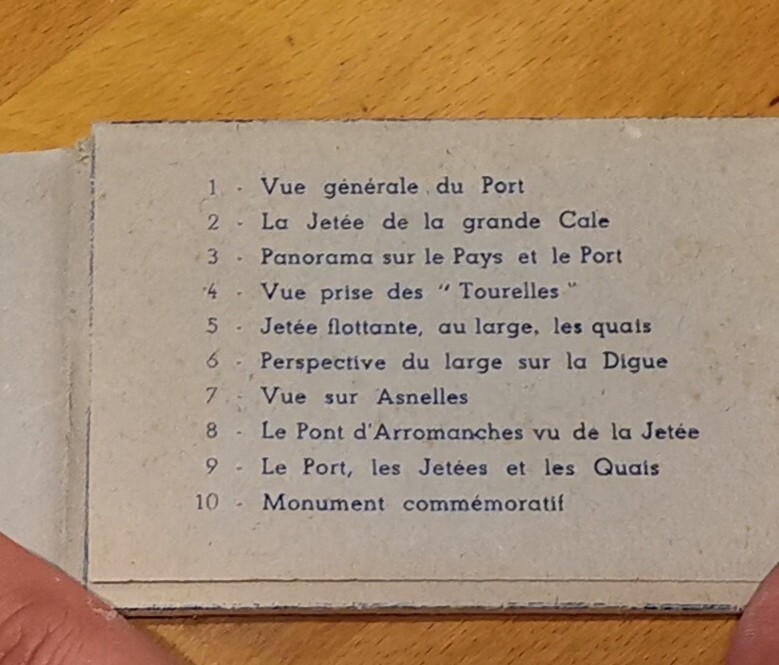 1 - Vue générale du Port
2 - La Jetée de la grande Cale
3 - Panorama sur le Pays et le Port
4 - Vue prise des "Tourelles"
5 - Jetée flottante, au large, les quais
6 - Perspective du large sur la Digue
7 - Vue sur Asnelles
8 - Le Pont d'Arromanches vu de la Jetée
9 - Le Port, les Jetées et les Quais
10 - Monument commémoratif